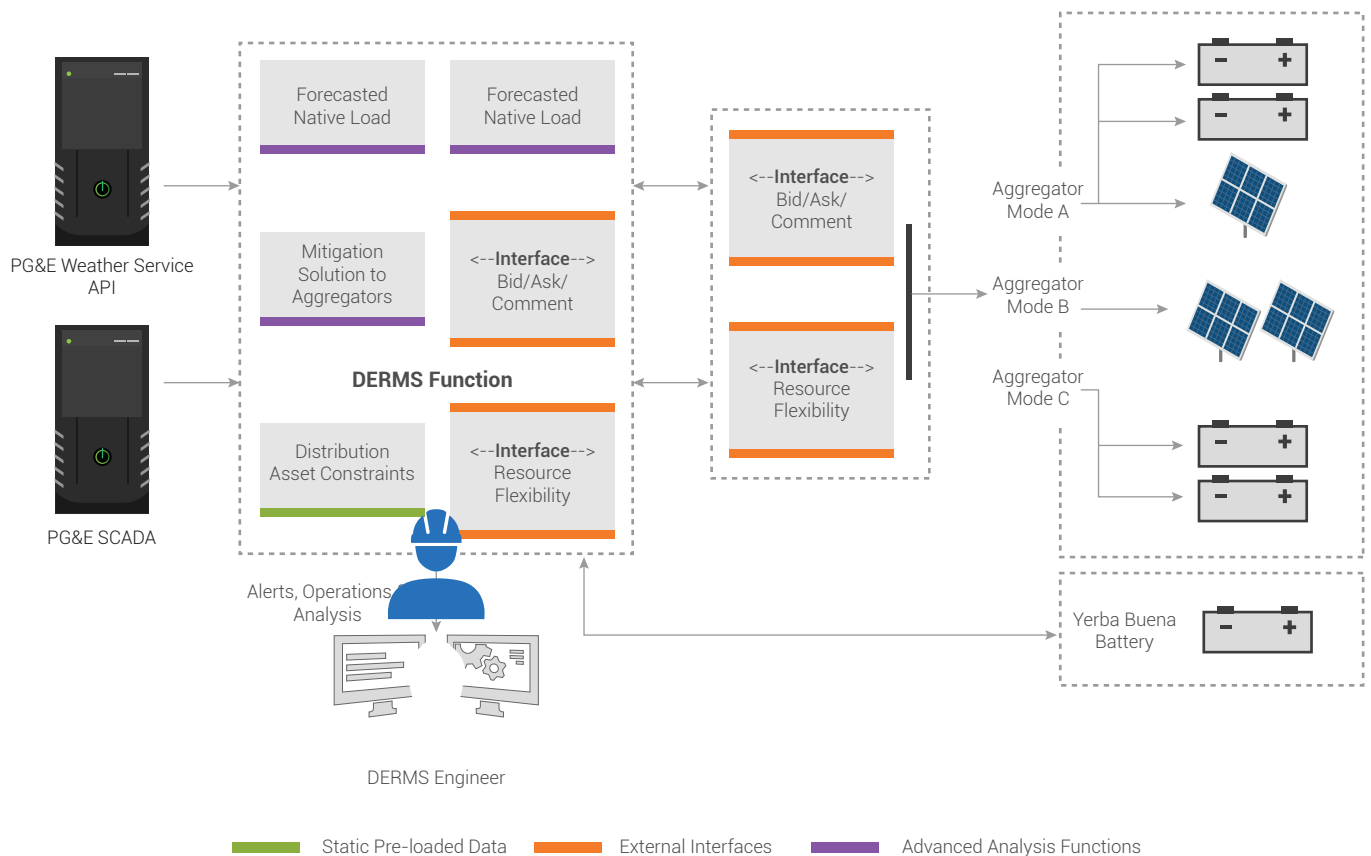 PG&E Weather Service
API
PG&E SCADA
Forecasted
Native Load
Forecasted
Native Load
Mitigation
Solution to
Aggregators
<--Interface-->
Bid/Ask/
Comment
DERMS Function
Distribution
Asset Constraints
<--Interface-->
Resource
Flexibility
Alerts, Operations
Analysis
DERMS Engineer
<--Interface-->
Bid/Ask/
Comment
<--Interface-->
Resource
Flexibility
Aggregator
Mode A
Aggregator
Mode B
Aggregator
Mode C
Yerba Buena
Battery
Static Pre-loaded Data
External Interfaces
Advanced Analysis Functions